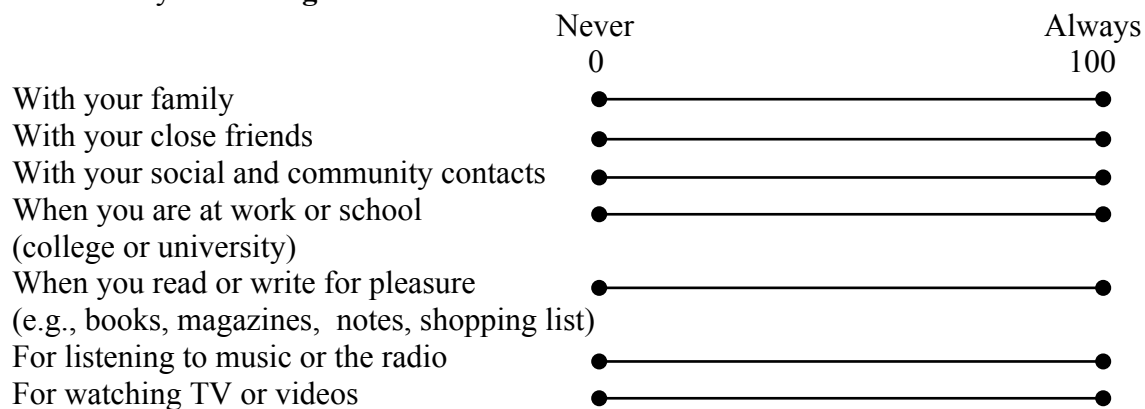 Never Always
0 100
With your family
With your close friends
With your social and community contacts
When you are at work or school
(college or university)
When you read or write for pleasure
(e.g., books, magazines, notes, shopping list)
For listening to music or the radio
For watching TV or videos